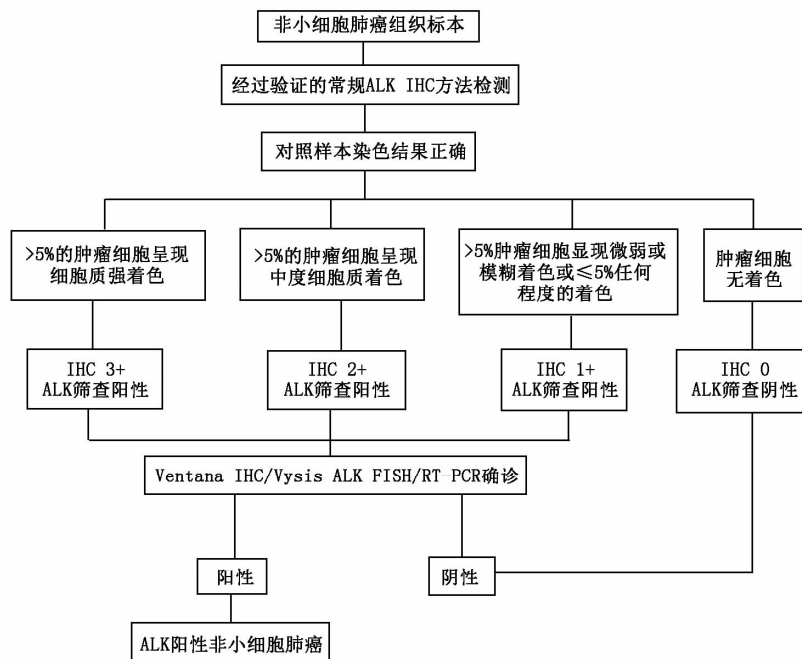 非小细胞肺癌组织标本
经过验证的常规ALK IHC方法检测
对照样本染色结果正确
>5%的肿瘤细胞呈现
细胞质强着色
>5%的肿瘤细胞呈现
中度细胞质着色
>5%肿瘤细胞显现微弱或
模糊着色或≤5%任何
程度的着色
肿瘤细胞
无着色
IHC 3+
ALK筛查阳性
IHC 2+
ALK筛查阳性
IHC 1+
ALK筛查阳性
IHC 0
ALK筛查阴性
Ventana IHC/Vysis ALK FISH/RT PCR确诊
阳性
阴性
ALK阳性非小细胞肺癌